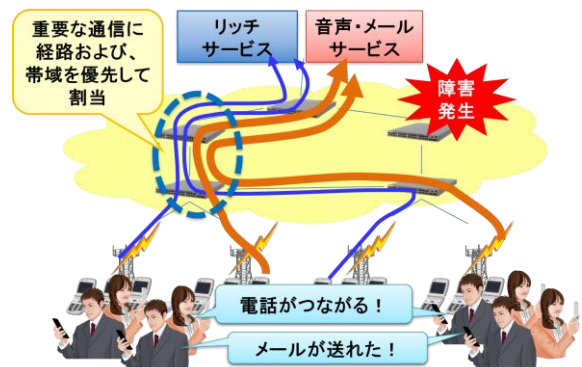 重要な通信に
経路および、
帯域を優先して
割当
リッチ
サービス
音声・メール
サービス
障害
発生
電話がつながる！
メールが送れた！